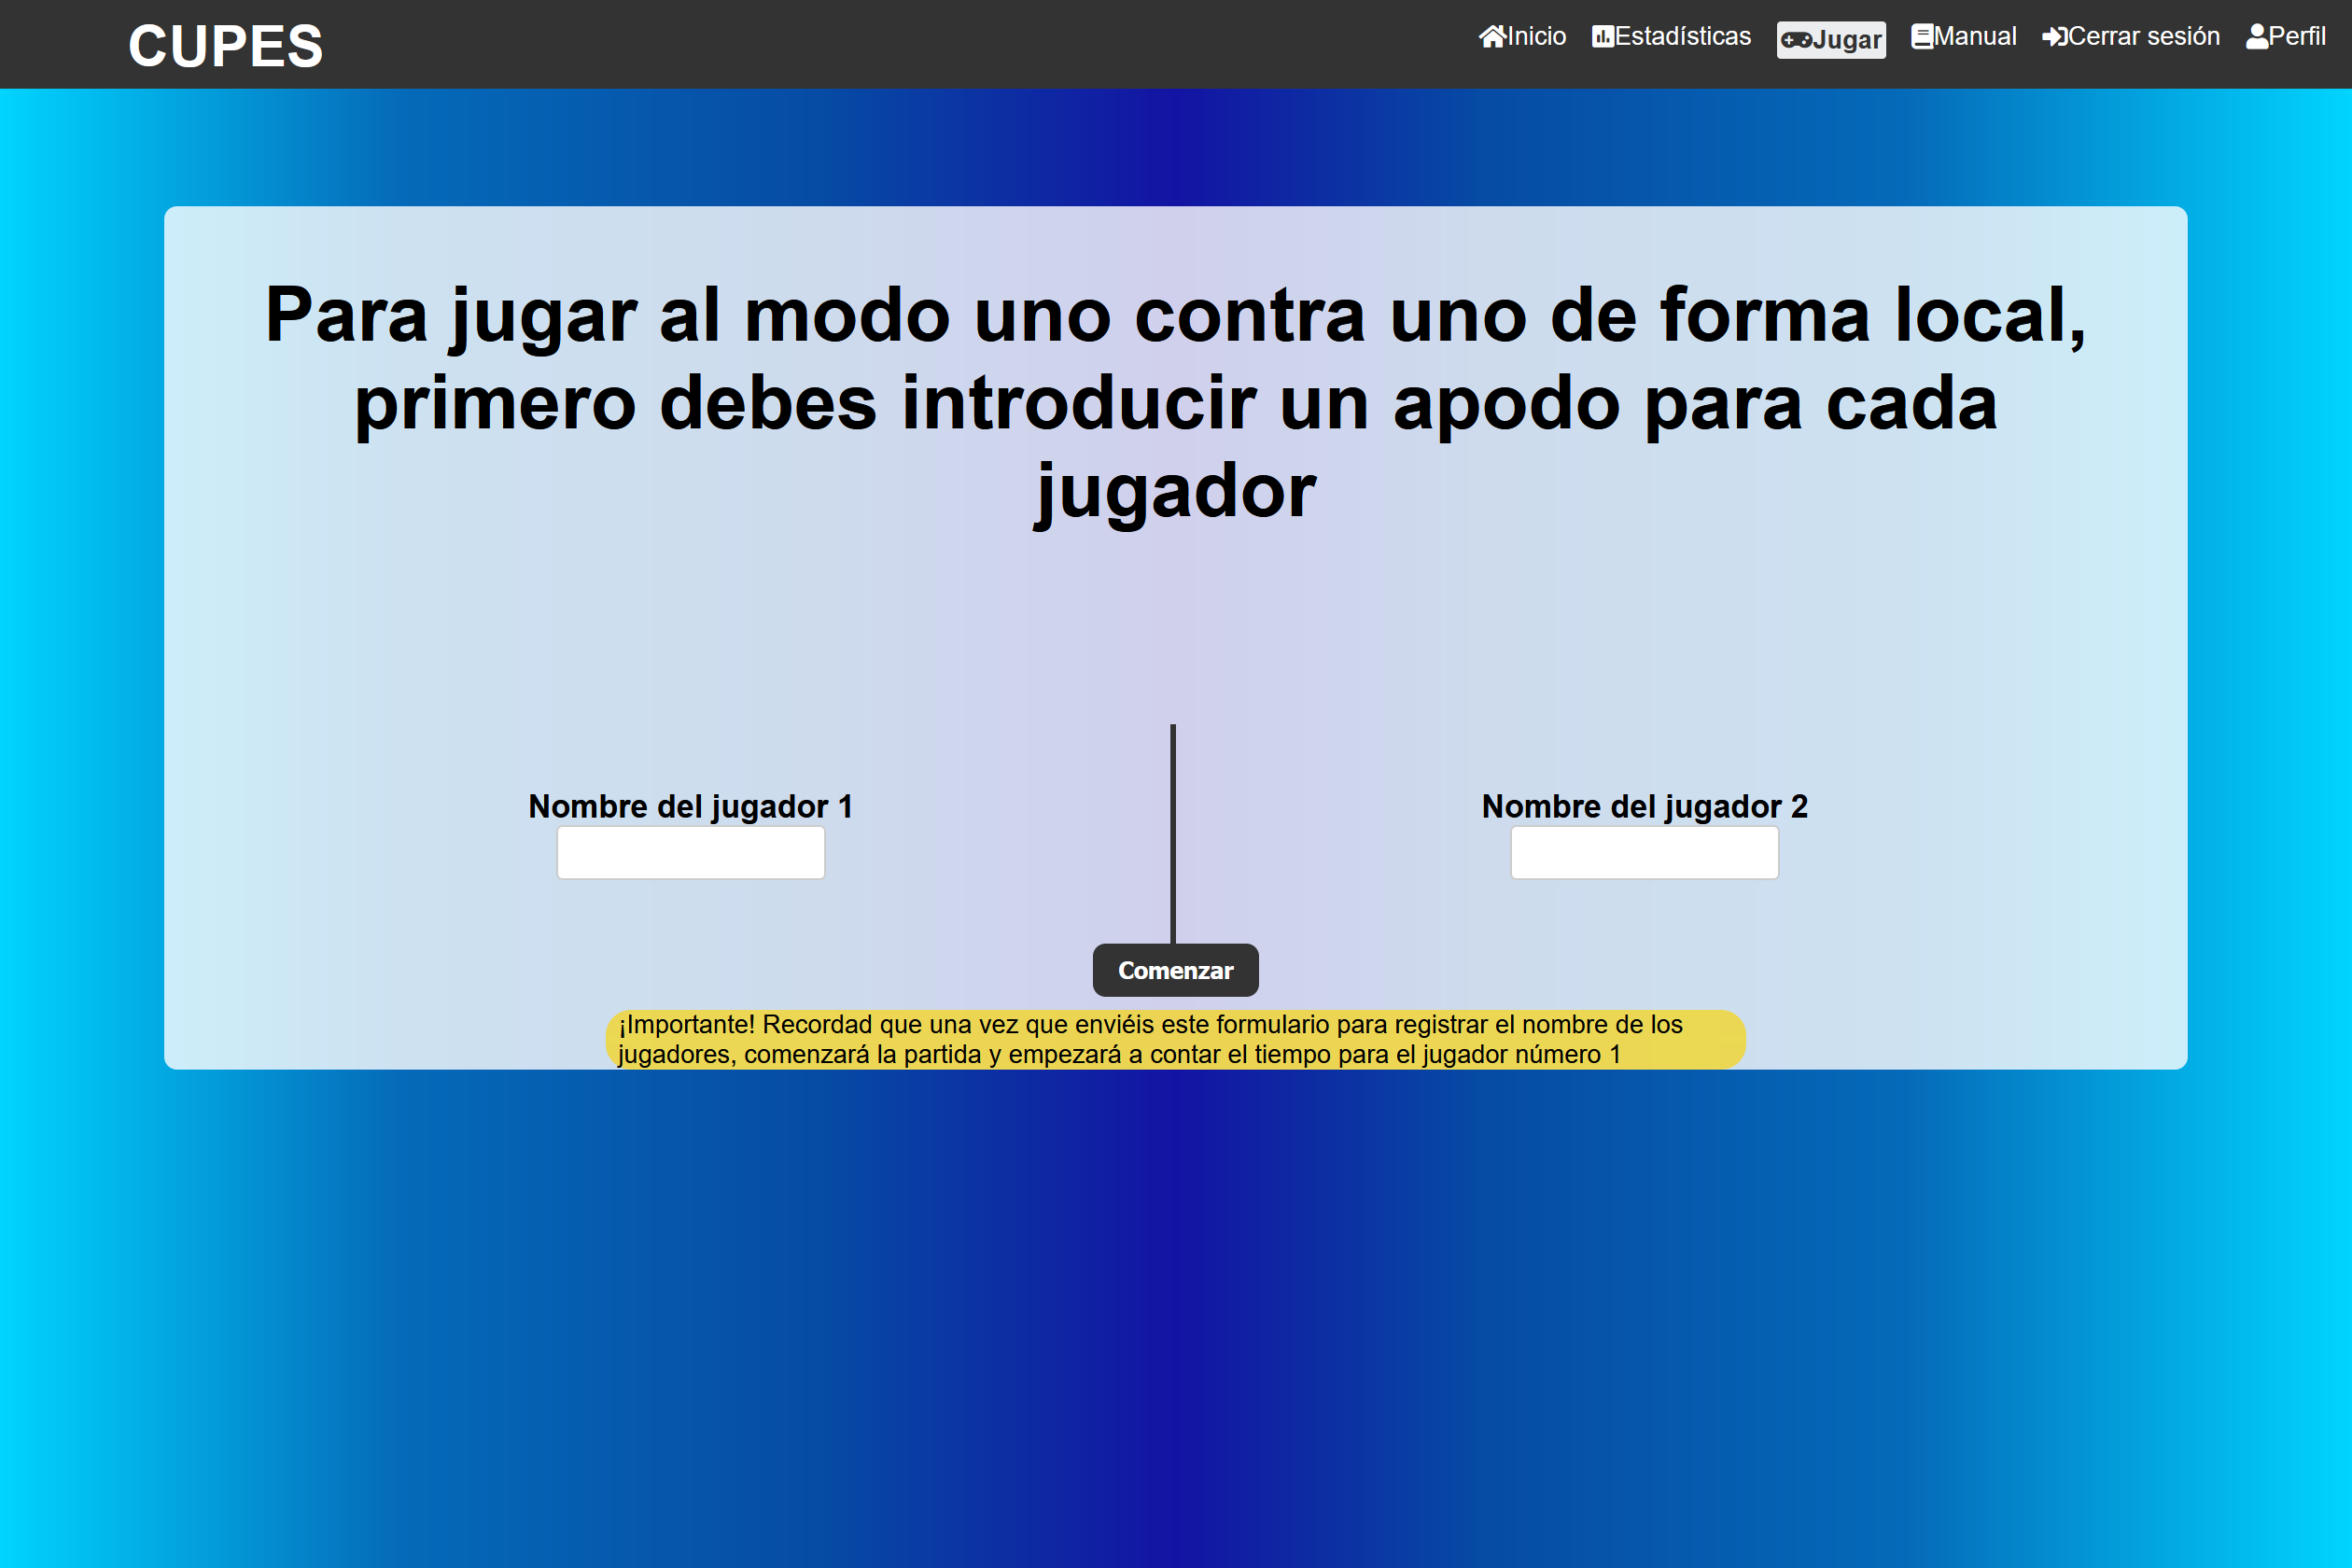 CUPES
Inicio Estadísticas Jugar Manual Cerrar sesión Perfil
Para jugar al modo uno contra uno de forma local,
primero debes introducir un apodo para cada
jugador
Nombre del jugador 1
Nombre del jugador 2
Comenzar
¡Importante! Recordad que una vez que enviéis este formulario para registrar el nombre de los
jugadores, comenzará la partida y empezará a contar el tiempo para el jugador número 1